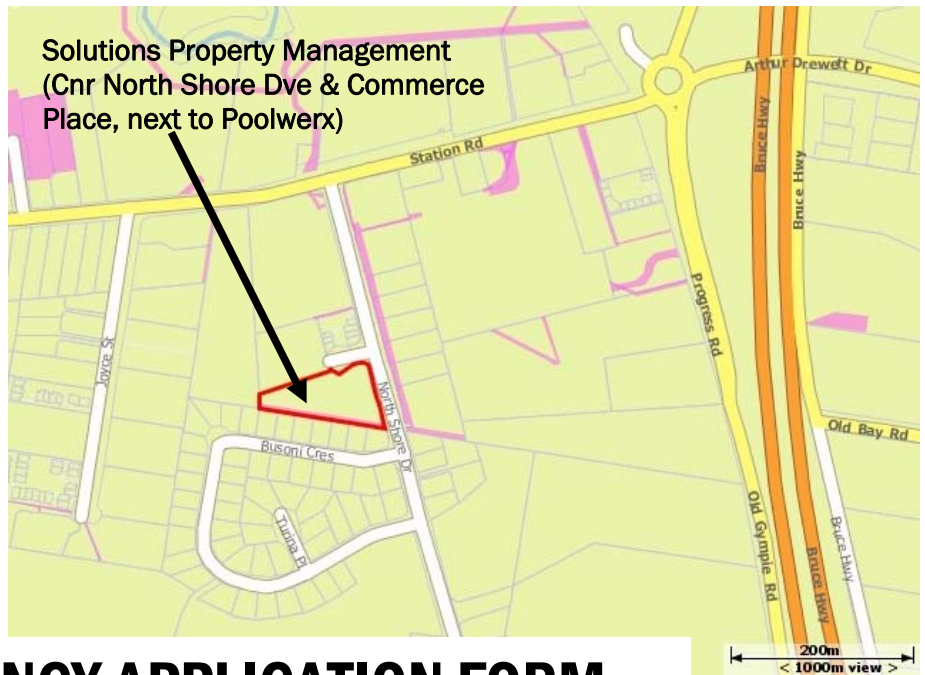 Solutions Property Management
(Cnr North Shore Dve & Commerce
Place, next to Poolwerx)
Arthur Drewett Dr
Station Rd
Bruce Hwy
Bruce Hwy
Progress Rd
Joyce St
North Shore Dr
Old Bay Rd
Busoni Cres
Turina Pl
Old Gympie Rd
Bruce Hwy
Bruce Hwy
NCY APPLICATION FORM
200m
< 1000m view >